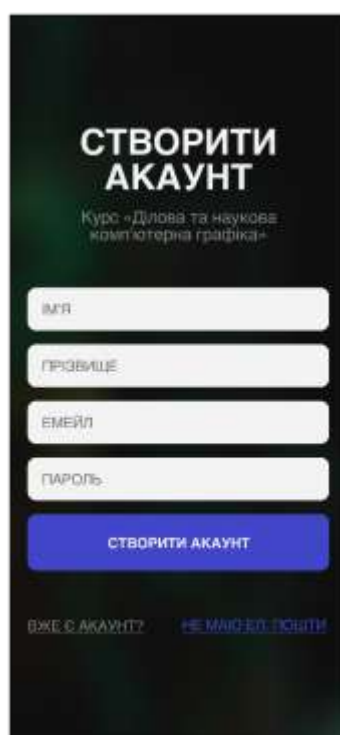 СТВОРИТИ
АКАУНТ
Курс «Ділова та наукова
комп'ютерна графіка»
ІМ'Я
ПРІЗВИЩЕ
ЕМЕЙЛ
ПАРОЛЬ
СТВОРИТИ АКАУНТ
ВЖЕ Є АКАУНТ? НЕ МАЮ ЕЛ. ПОШТИ